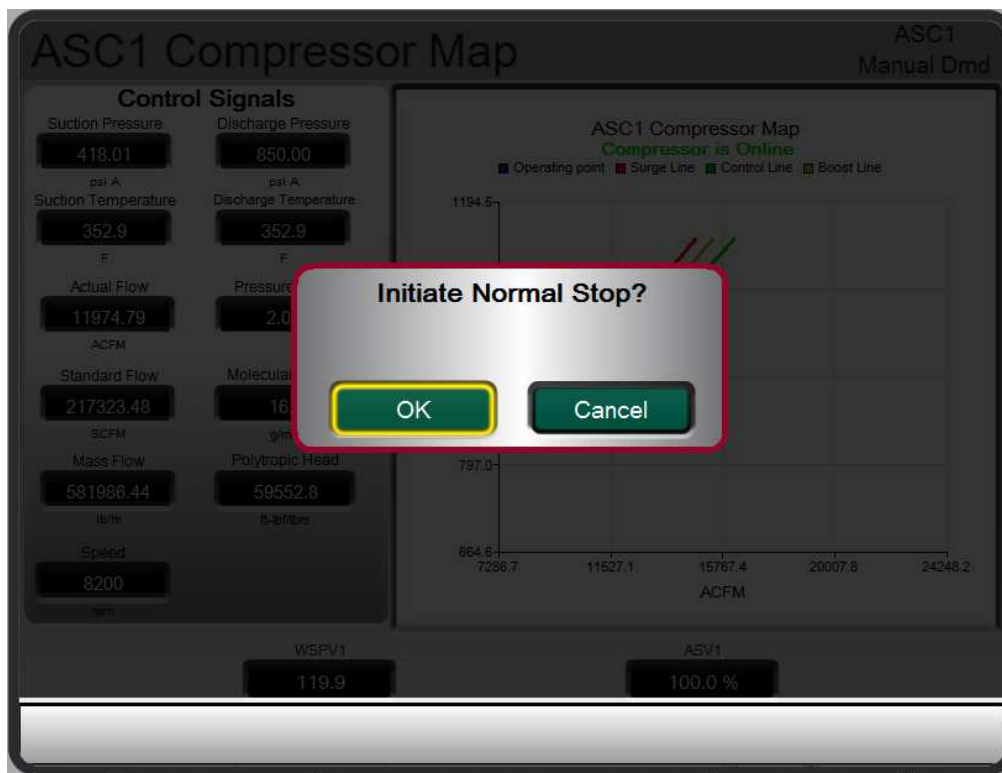 ASC1 Compressor Map
ASC1
Manual Dmd
Control Signals
Suction Pressure Discharge Pressure
418.01 850.00
psi A psi A
Suction Temperature Discharge Temperature
352.9 352.9
F F
Actual Flow Pressure
11974.79 2.0
ACFM
Standard Flow Molecula
217323.48 16.
SCFM g/m
Mass Flow Polytropic Head
581986.44 59552.8
lb/hr ft-lbf/lbm
Speed
8200
rpm
ASC1 Compressor Map
Compressor is Online
Operating point Surge Line Control Line Boost Line
1194.5
797.0
664.6
7286.7 11527.1 15767.4 20007.8 24248.2
ACFM
Initiate Normal Stop?
OK Cancel
WSPV1 ASV1
119.9 100.0 %